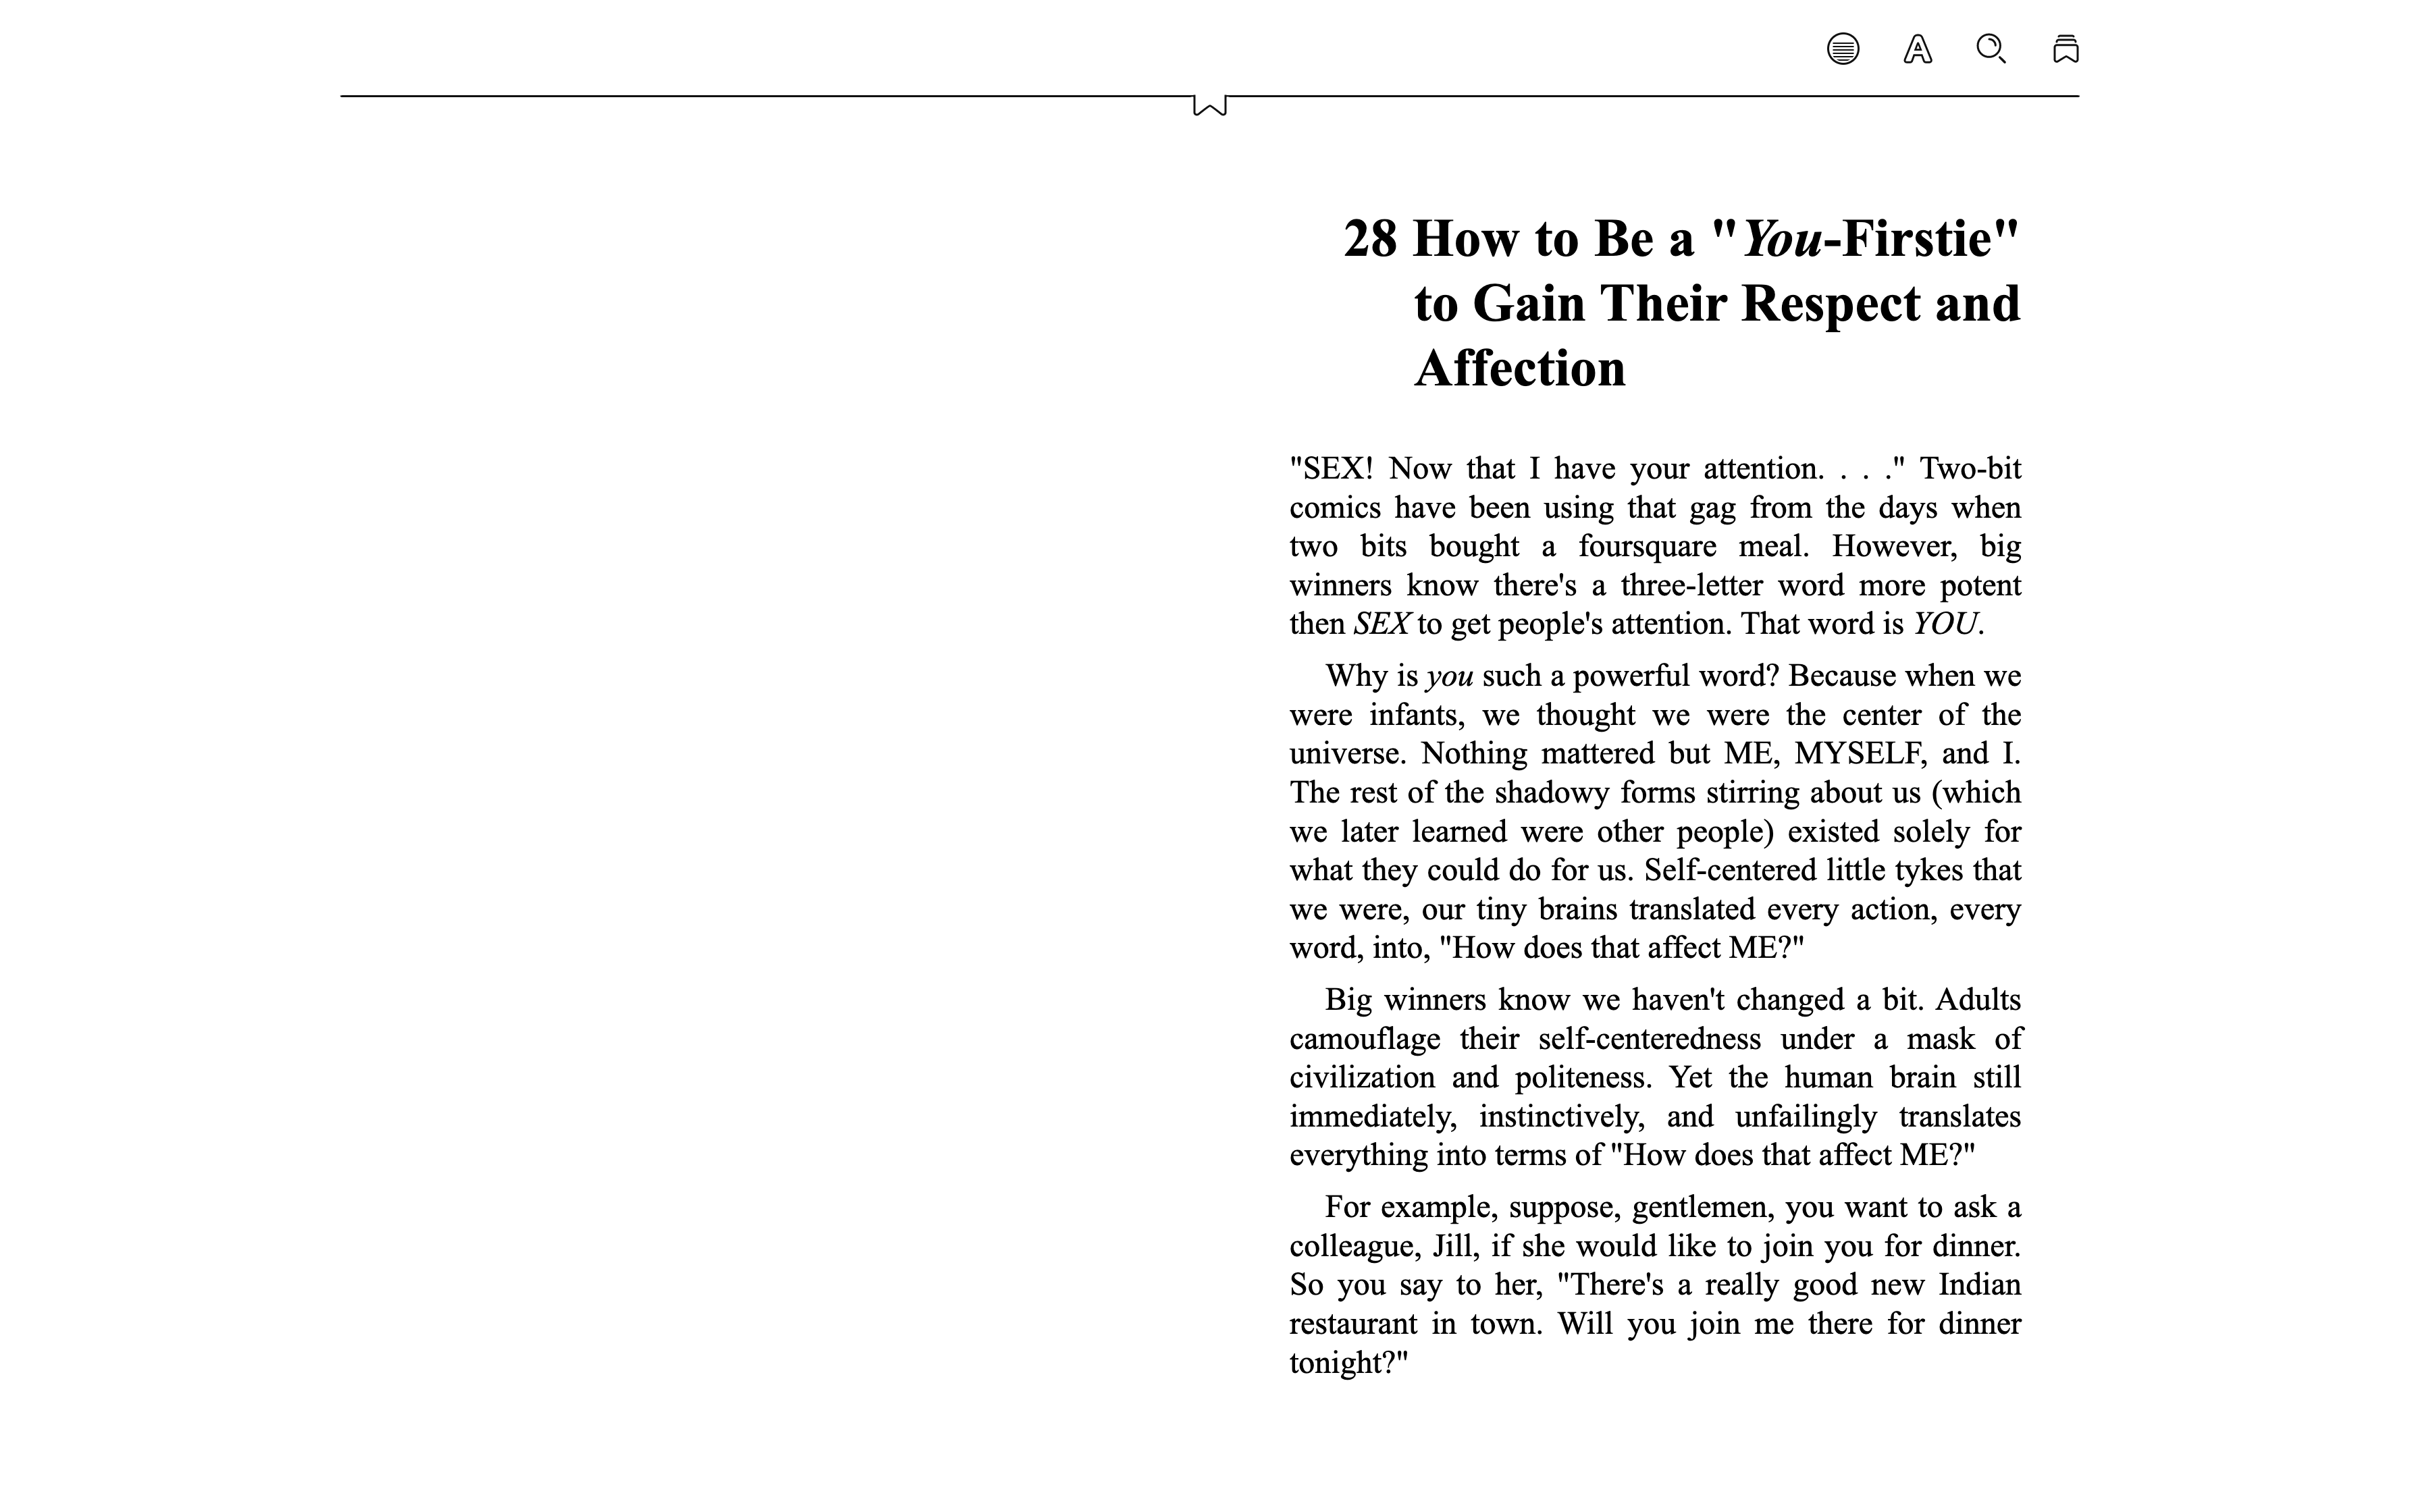 28 How to Be a "You-Firstie"
to Gain Their Respect and
Affection
"SEX! Now that I have your attention. . . ." Two-bit
comics have been using that gag from the days when
two bits bought a foursquare meal. However, big
winners know there's a three-letter word more potent
then SEX to get people's attention. That word is YOU.
Why is you such a powerful word? Because when we
were infants, we thought we were the center of the
universe. Nothing mattered but ME, MYSELF, and I.
The rest of the shadowy forms stirring about us (which
we later learned were other people) existed solely for
what they could do for us. Self-centered little tykes that
we were, our tiny brains translated every action, every
word, into, "How does that affect ME?"
Big winners know we haven't changed a bit. Adults
camouflage their self-centeredness under a mask of
civilization and politeness. Yet the human brain still
immediately, instinctively, and unfailingly translates
everything into terms of "How does that affect ME?"
For example, suppose, gentlemen, you want to ask a
colleague, Jill, if she would like to join you for dinner.
So you say to her, "There's a really good new Indian
restaurant in town. Will you join me there for dinner
tonight?"